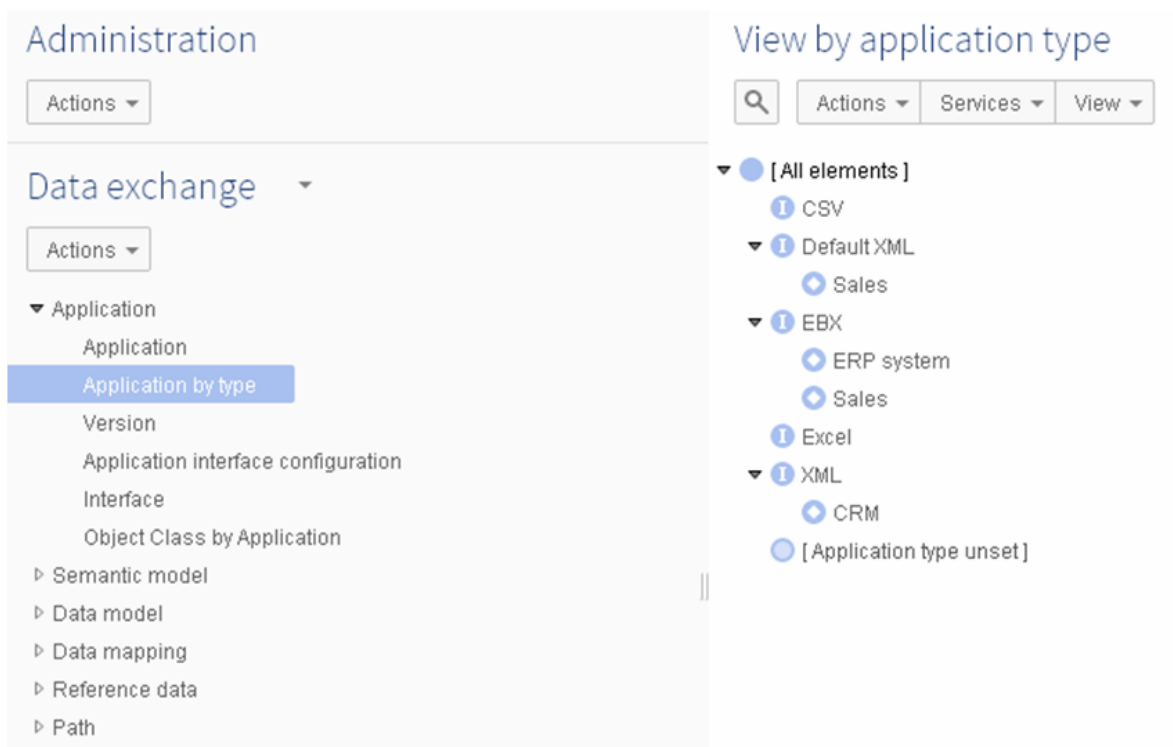 Administration
Actions
Data exchange
Actions
Application
Application
Application by type
Version
Application interface configuration
Interface
Object Class by Application
Semantic model
Data model
Data mapping
Reference data
Path
View by application type
Actions Services View
[ All elements ]
I CSV
I Default XML
Sales
I EBX
ERP system
Sales
I Excel
I XML
CRM
[ Application type unset ]